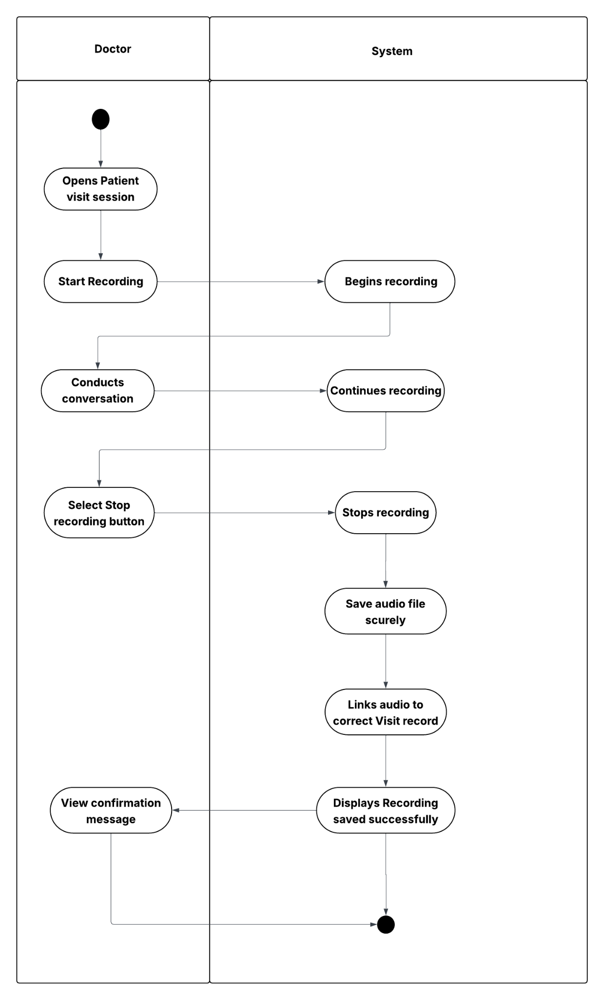 Doctor
System
Opens Patient
visit session
Start Recording
Begins recording
Conducts
conversation
Continues recording
Select Stop
recording button
Stops recording
Save audio file
scurely
Links audio to
correct Visit record
Displays Recording
saved successfully
View confirmation
message